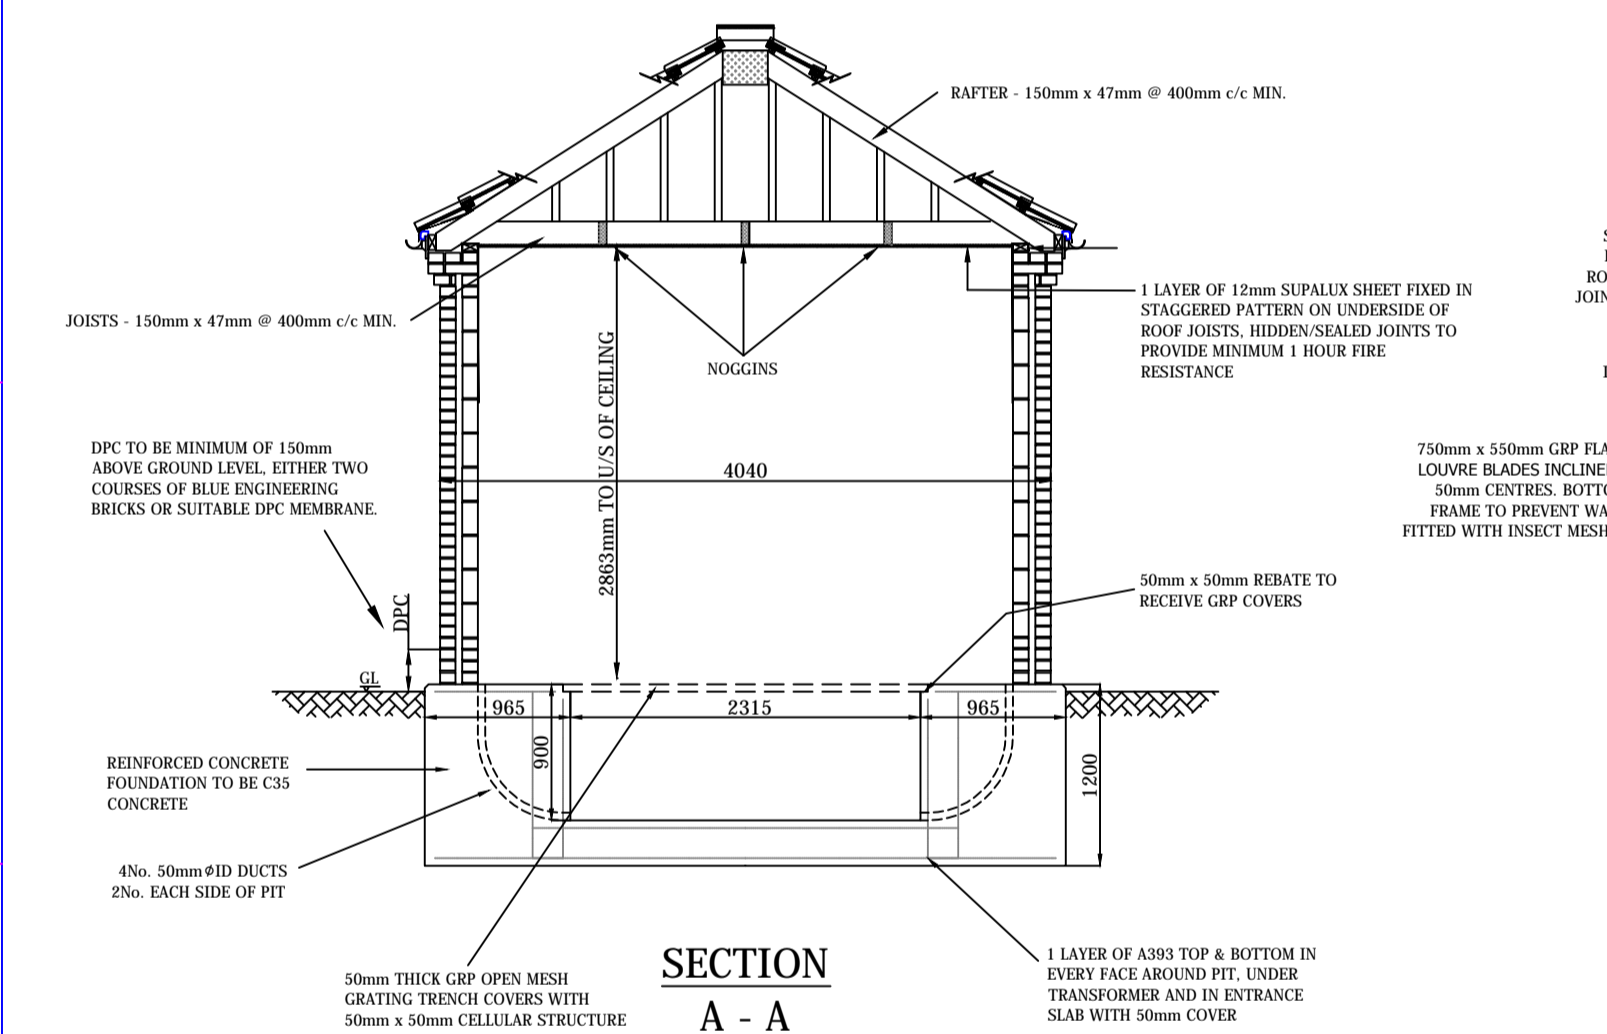 RAFTER - 150mm x 47mm @ 400mm c/c MIN.
JOISTS - 150mm x 47mm @ 400mm c/c MIN.
NOGGINS
1 LAYER OF 12mm SUPALUX SHEET FIXED IN
STAGGERED PATTERN ON UNDERSIDE OF
ROOF JOISTS, HIDDEN/SEALED JOINTS TO
PROVIDE MINIMUM 1 HOUR FIRE
RESISTANCE
2863mm TO U/S OF CEILING
4040
DPC TO BE MINIMUM OF 150mm
ABOVE GROUND LEVEL, EITHER TWO
COURSES OF BLUE ENGINEERING
BRICKS OR SUITABLE DPC MEMBRANE.
DPC
GL
750mm x 550mm GRP FLA
LOUVRE BLADES INCLINE
50mm CENTRES. BOTTO
FRAME TO PREVENT WA
FITTED WITH INSECT MESH
50mm x 50mm REBATE TO
RECEIVE GRP COVERS
965
2315
965
900
1200
REINFORCED CONCRETE
FOUNDATION TO BE C35
CONCRETE
4No. 50mmϕID DUCTS
2No. EACH SIDE OF PIT
50mm THICK GRP OPEN MESH
GRATING TRENCH COVERS WITH
50mm x 50mm CELLULAR STRUCTURE
1 LAYER OF A393 TOP & BOTTOM IN
EVERY FACE AROUND PIT, UNDER
TRANSFORMER AND IN ENTRANCE
SLAB WITH 50mm COVER
SECTION
A - A
RO
JOIN